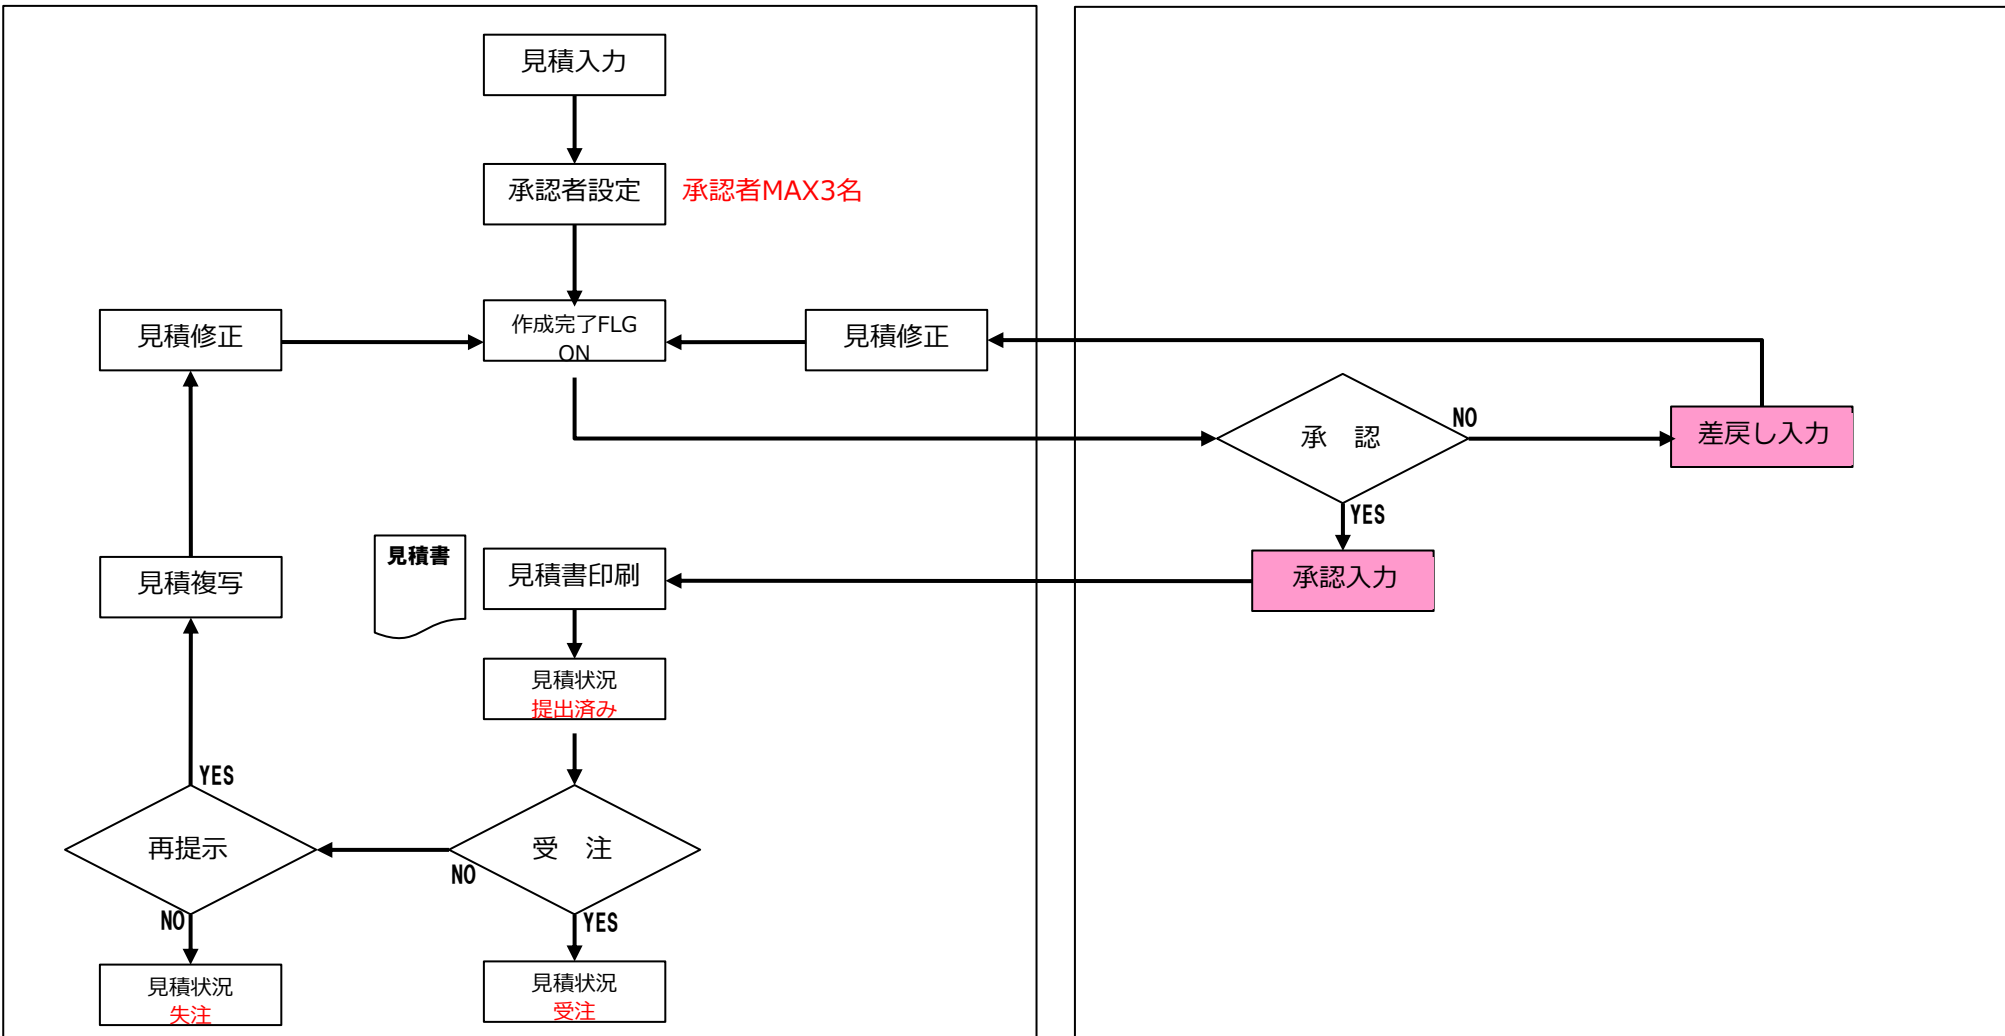 見積入力
承認者設定
承認者MAX3名
見積修正
作成完了FLG
ON
見積修正
承　認
NO
差戻し入力
YES
見積書
見積複写
見積書印刷
承認入力
見積状況
提出済み
YES
再提示
受　注
NO
NO
YES
見積状況
失注
見積状況
受注